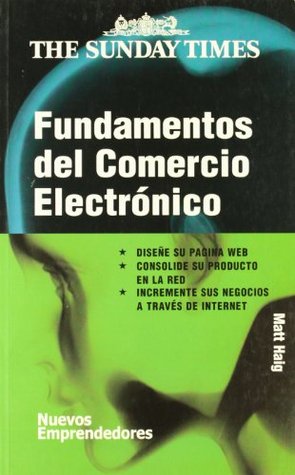 THE SUNDAY TIMES
Fundamentos
del Comercio
Electrónico
★ DISEÑE SU PAGINA WEB
★ CONSOLIDE SU PRODUCTO
EN LA RED
★ INCREMENTE SUS NEGOCIOS
A TRAVÉS DE INTERNET
Matt Haig
Nuevos
Emprendedores